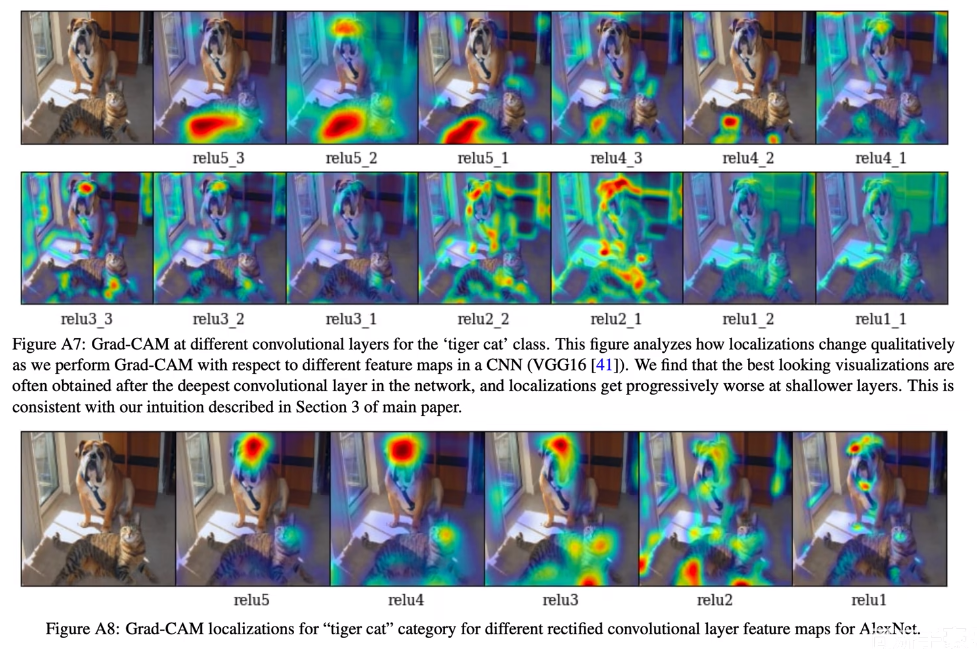 relu5_3 relu5_2 relu5_1 relu4_3 relu4_2 relu4_1
relu3_3 relu3_2 relu3_1 relu2_2 relu2_1 relu1_2 relu1_1
Figure A7: Grad-CAM at different convolutional layers for the ‘tiger cat’ class. This figure analyzes how localizations change qualitatively
as we perform Grad-CAM with respect to different feature maps in a CNN (VGG16 [41]). We find that the best looking visualizations are
often obtained after the deepest convolutional layer in the network, and localizations get progressively worse at shallower layers. This is
consistent with our intuition described in Section 3 of main paper.
relu5 relu4 relu3 relu2 relu1
Figure A8: Grad-CAM localizations for “tiger cat” category for different rectified convolutional layer feature maps for AlexNet.